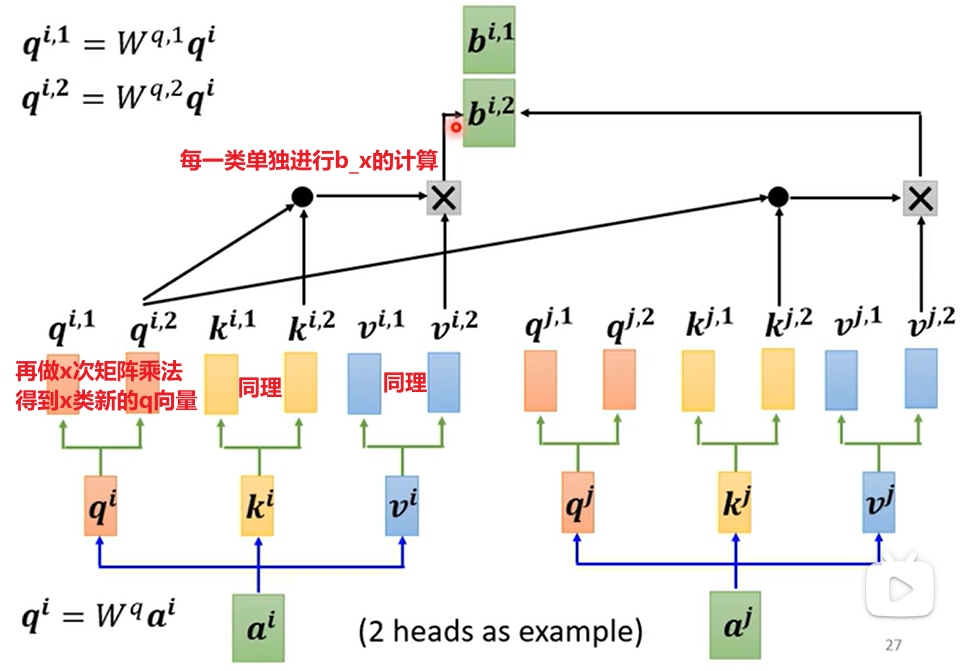 q^{i,1} = W^{q,1}q^i
q^{i,2} = W^{q,2}q^i
b^{i,1}
b^{i,2}
每一类单独进行b_x的计算
q^{i,1} q^{i,2} k^{i,1} k^{i,2} v^{i,1} v^{i,2} q^{j,1} q^{j,2} k^{j,1} k^{j,2} v^{j,1} v^{j,2}
再做x次矩阵乘法
得到x类新的q向量
同理
同理
q^i k^i v^i q^j k^j v^j
q^i = W^q a^i
a^i
(2 heads as example)
a^j
27